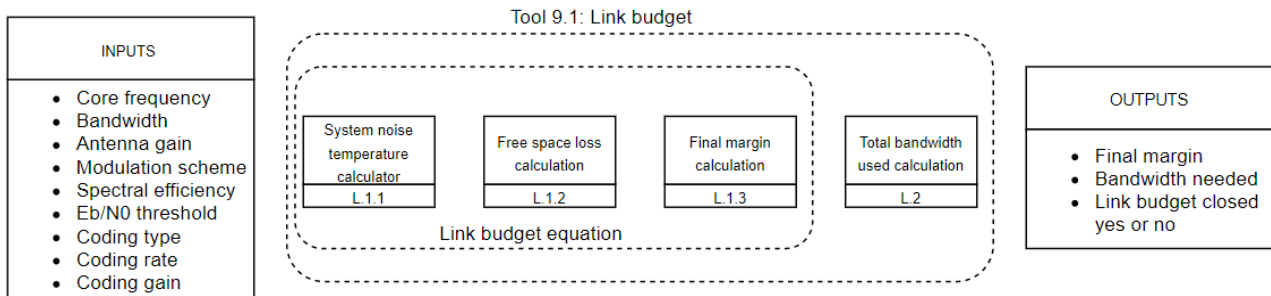 Tool 9.1: Link budget
INPUTS
• Core frequency
• Bandwidth
• Antenna gain
• Modulation scheme
• Spectral efficiency
• Eb/N0 threshold
• Coding type
• Coding rate
• Coding gain
System noise
temperature
calculator
L.1.1
Free space loss
calculation
L.1.2
Final margin
calculation
L.1.3
Total bandwidth
used calculation
L.2
Link budget equation
OUTPUTS
• Final margin
• Bandwidth needed
• Link budget closed
yes or no